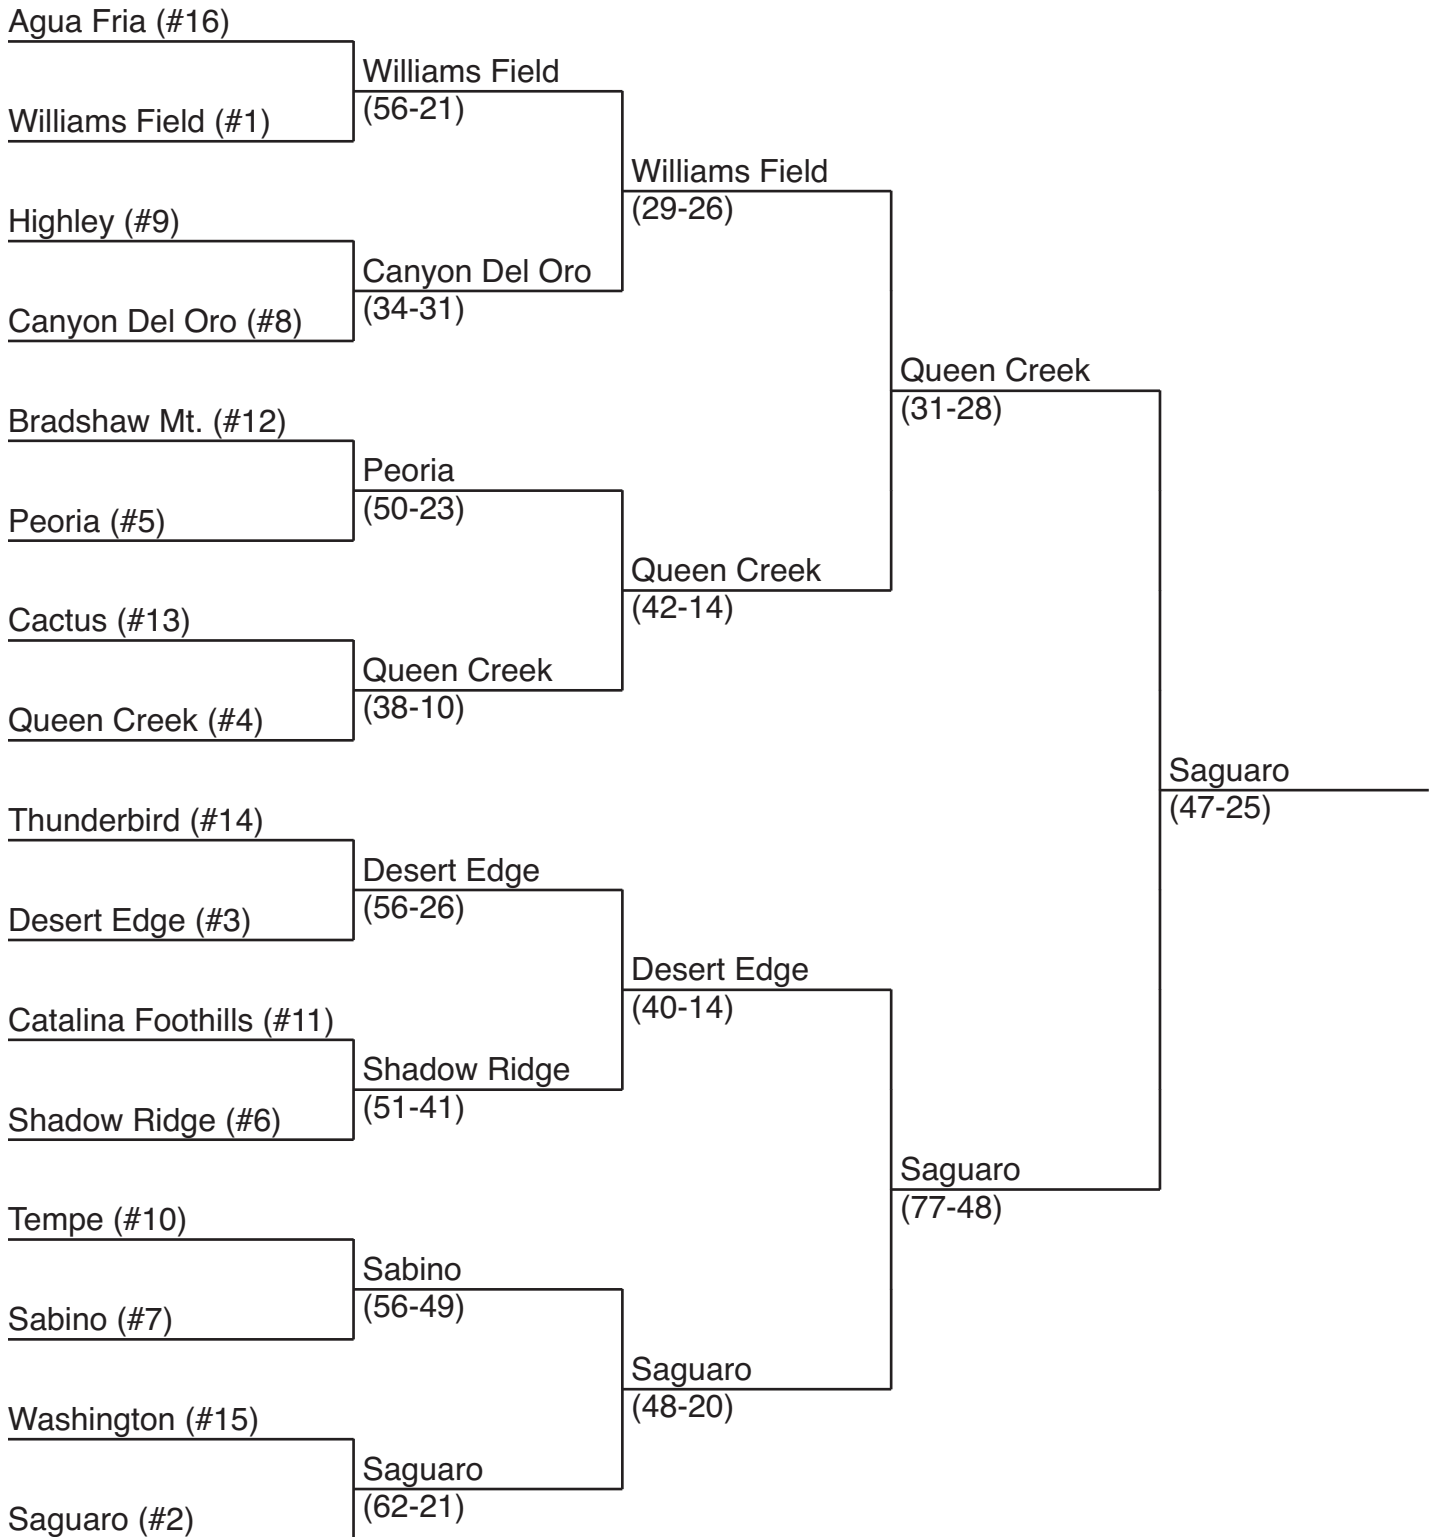 Agua Fria (#16)
Williams Field
(56-21)
Williams Field (#1)
Williams Field
(29-26)
Highley (#9)
Canyon Del Oro
(34-31)
Canyon Del Oro (#8)
Queen Creek
(31-28)
Bradshaw Mt. (#12)
Peoria
(50-23)
Peoria (#5)
Queen Creek
(42-14)
Cactus (#13)
Queen Creek
(38-10)
Queen Creek (#4)
Saguaro
(47-25)
Thunderbird (#14)
Desert Edge
(56-26)
Desert Edge (#3)
Desert Edge
(40-14)
Catalina Foothills (#11)
Shadow Ridge
(51-41)
Shadow Ridge (#6)
Saguaro
(77-48)
Tempe (#10)
Sabino
(56-49)
Sabino (#7)
Saguaro
(48-20)
Washington (#15)
Saguaro
(62-21)
Saguaro (#2)